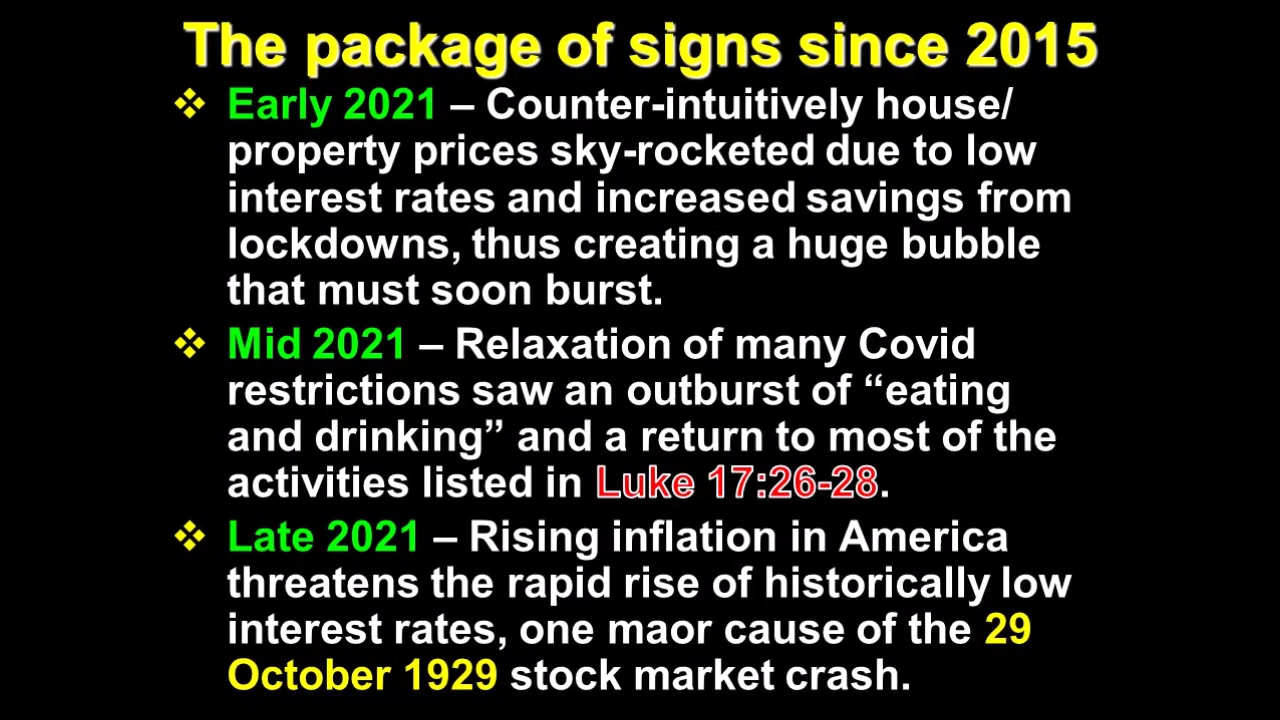 The package of signs since 2015
❖ Early 2021 – Counter-intuitively house/
property prices sky-rocketed due to low
interest rates and increased savings from
lockdowns, thus creating a huge bubble
that must soon burst.
❖ Mid 2021 – Relaxation of many Covid
restrictions saw an outburst of “eating
and drinking” and a return to most of the
activities listed in Luke 17:26-28.
❖ Late 2021 – Rising inflation in America
threatens the rapid rise of historically low
interest rates, one maor cause of the 29
October 1929 stock market crash.